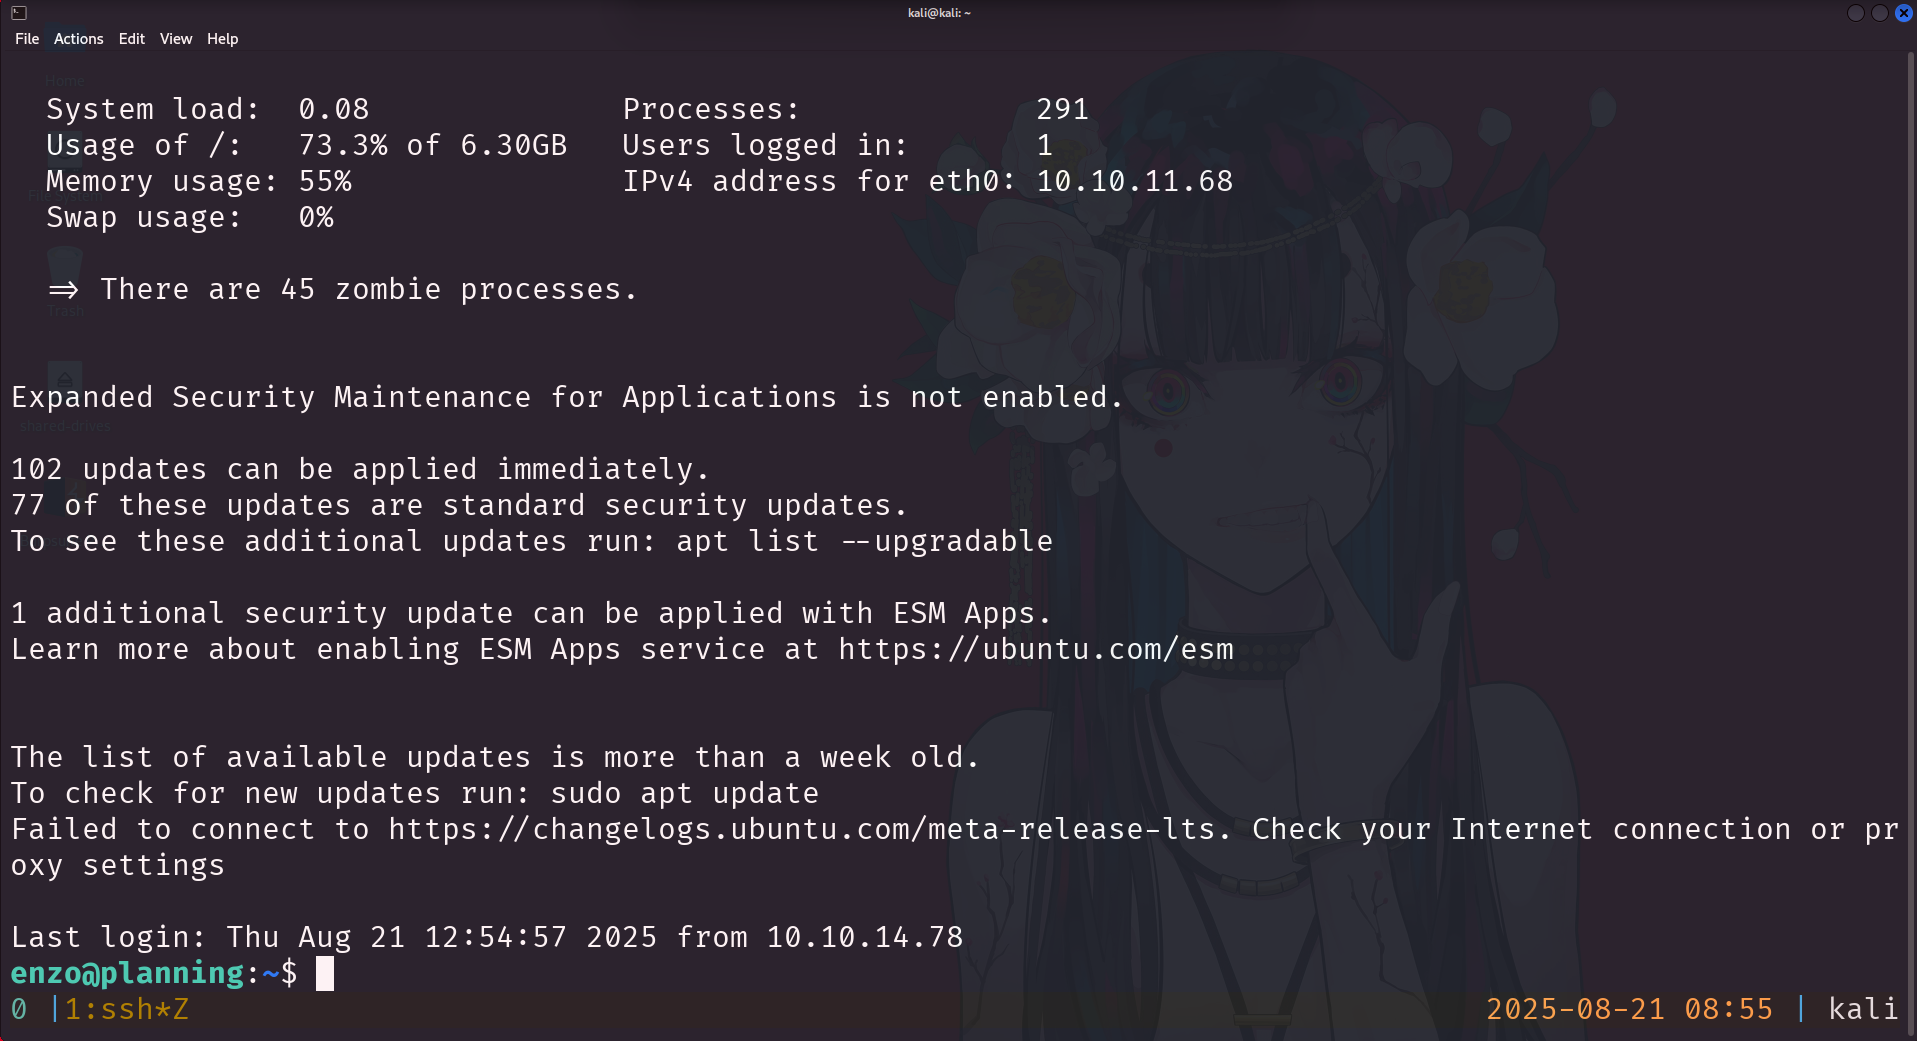 kali@kali: ~
File Actions Edit View Help
Home
System load: 0.08 Processes: 291
Usage of /: 73.3% of 6.30GB Users logged in: 1
Memory usage: 55% IPv4 address for eth0: 10.10.11.68
File System
Swap usage: 0%
=> There are 45 zombie processes.
Trash
Expanded Security Maintenance for Applications is not enabled.
shared-drives
102 updates can be applied immediately.
77 of these updates are standard security updates.
To see these additional updates run: apt list --upgradable
1 additional security update can be applied with ESM Apps.
Learn more about enabling ESM Apps service at https://ubuntu.com/esm
The list of available updates is more than a week old.
To check for new updates run: sudo apt update
Failed to connect to https://changelogs.ubuntu.com/meta-release-lts. Check your Internet connection or pr
oxy settings
Last login: Thu Aug 21 12:54:57 2025 from 10.10.14.78
enzo@planning:~$
0 |1:ssh*Z 2025-08-21 08:55 | kali